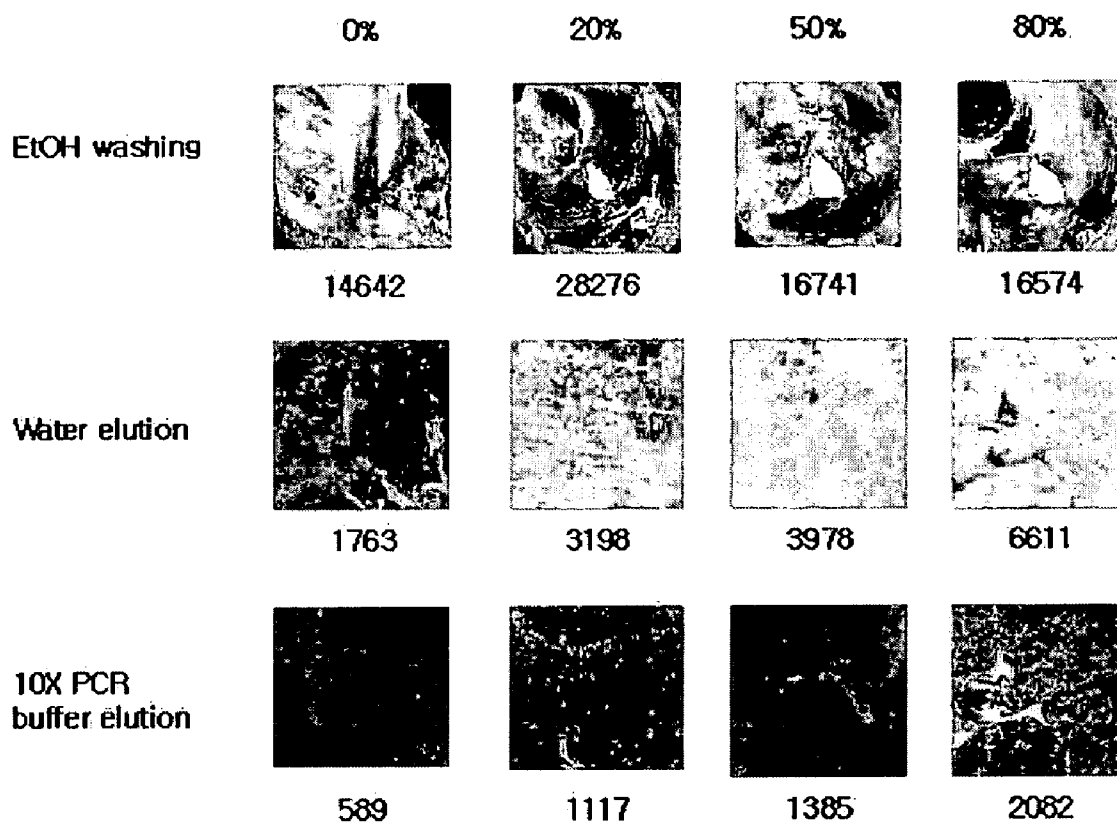 0% 20% 50% 80%
EtOH washing
14642 28276 16741 16574
Water elution
1763 3198 3978 6611
10X PCR
buffer elution
589 1117 1385 2082